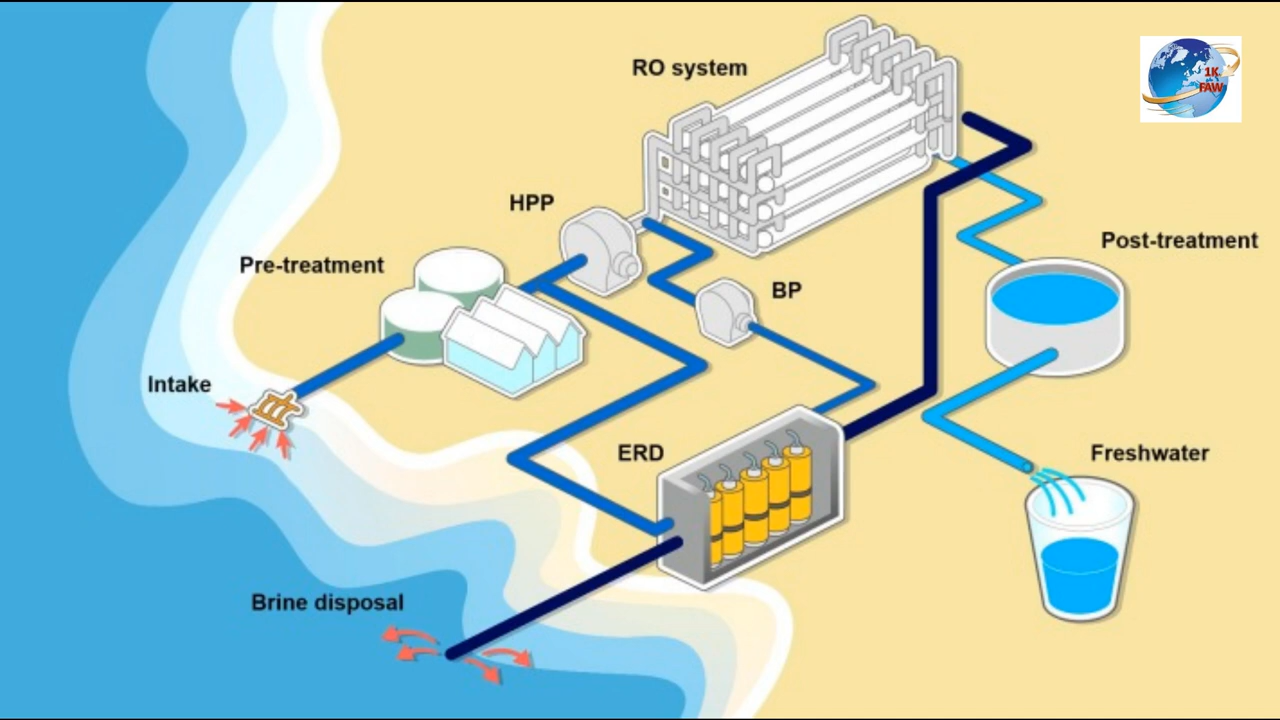 RO system
1K
FAW
HPP
Post-treatment
Pre-treatment
BP
Intake
ERD
Freshwater
Brine disposal